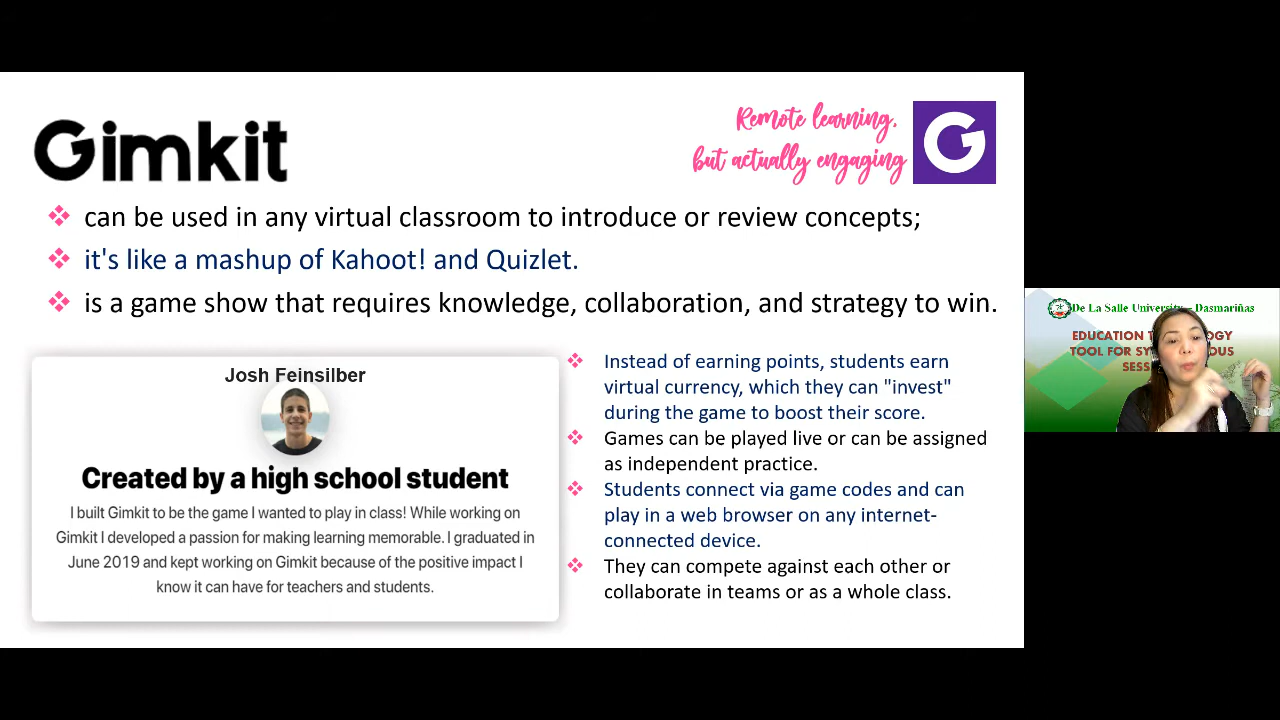 Gimkit
Remote learning,
but actually engaging
G
can be used in any virtual classroom to introduce or review concepts;
it's like a mashup of Kahoot! and Quizlet.
is a game show that requires knowledge, collaboration, and strategy to win.
Josh Feinsilber
Created by a high school student
I built Gimkit to be the game I wanted to play in class! While working on
Gimkit I developed a passion for making learning memorable. I graduated in
June 2019 and kept working on Gimkit because of the positive impact I
know it can have for teachers and students.
Instead of earning points, students earn
virtual currency, which they can "invest"
during the game to boost their score.
Games can be played live or can be assigned
as independent practice.
Students connect via game codes and can
play in a web browser on any internet-
connected device.
They can compete against each other or
collaborate in teams or as a whole class.
De La Salle University – Dasmariñas
EDUCATION
TOOL FOR